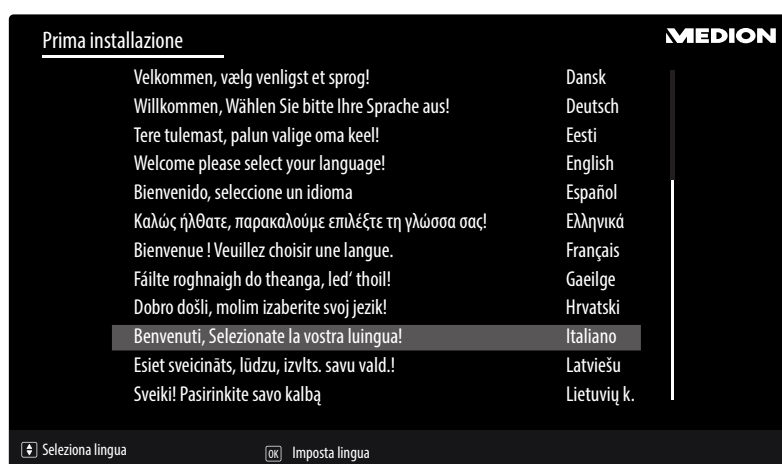 Prima installazione
MEDION
Velkommen, vælg venligst et sprog! Dansk
Willkommen, Wählen Sie bitte Ihre Sprache aus! Deutsch
Tere tulemast, palun valige oma keel! Eesti
Welcome please select your language! English
Bienvenido, seleccione un idioma Español
Καλώς ήλθατε, παρακαλούμε επιλέξτε τη γλώσσα σας! Ελληνικά
Bienvenue ! Veuillez choisir une langue. Français
Fáilte roghnaigh do theanga, led‘ thoil! Gaeilge
Dobro došli, molim izaberite svoj jezik! Hrvatski
Benvenuti, Selezionate la vostra luingua! Italiano
Esiet sveicināts, lūdzu, izvlts. savu vald.! Latviešu
Sveiki! Pasirinkite savo kalbą Lietuvių k.
Seleziona lingua OK Imposta lingua